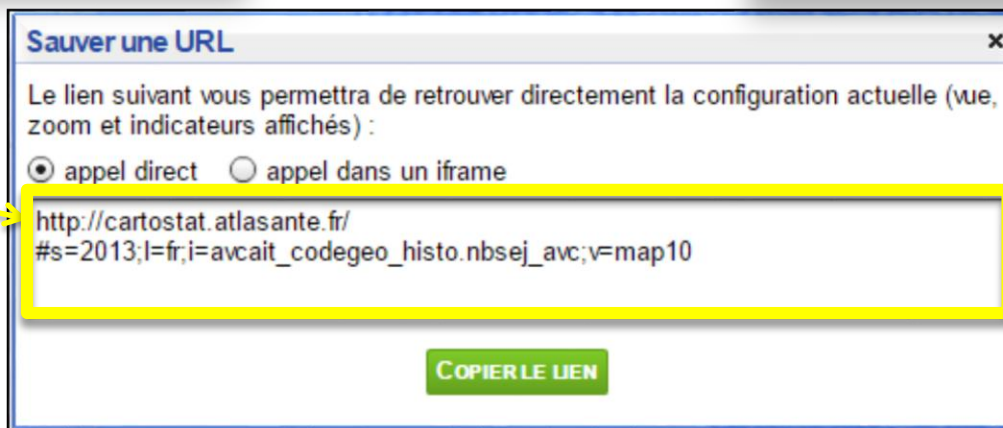 Sauver une URL ×
Le lien suivant vous permettra de retrouver directement la configuration actuelle (vue,
zoom et indicateurs affichés) :
appel direct appel dans un iframe
http://cartostat.atlasante.fr/
#s=2013;l=fr;i=avcait_codegeo_histo.nbsej_avc;v=map10
COPIER LE LIEN